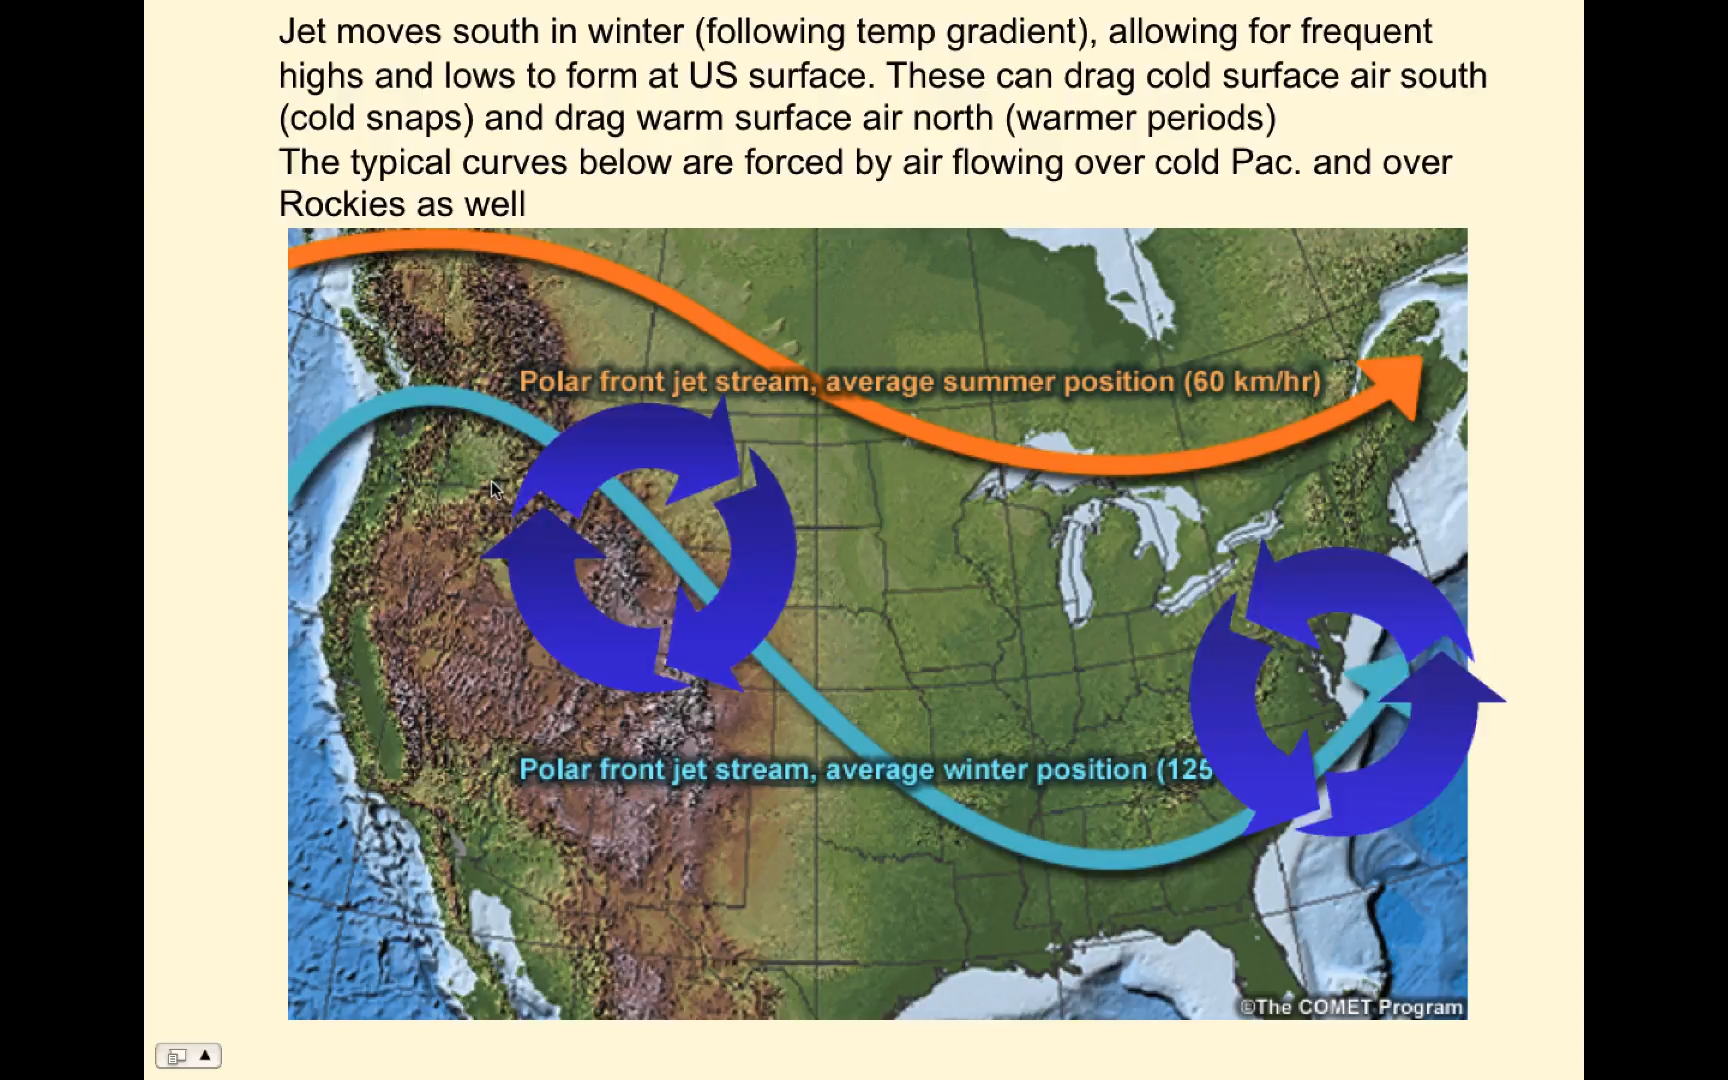 Jet moves south in winter (following temp gradient), allowing for frequent
highs and lows to form at US surface. These can drag cold surface air south
(cold snaps) and drag warm surface air north (warmer periods)
The typical curves below are forced by air flowing over cold Pac. and over
Rockies as well
Polar front jet stream, average summer position (60 km/hr)
Polar front jet stream, average winter position (125
©The COMET Program